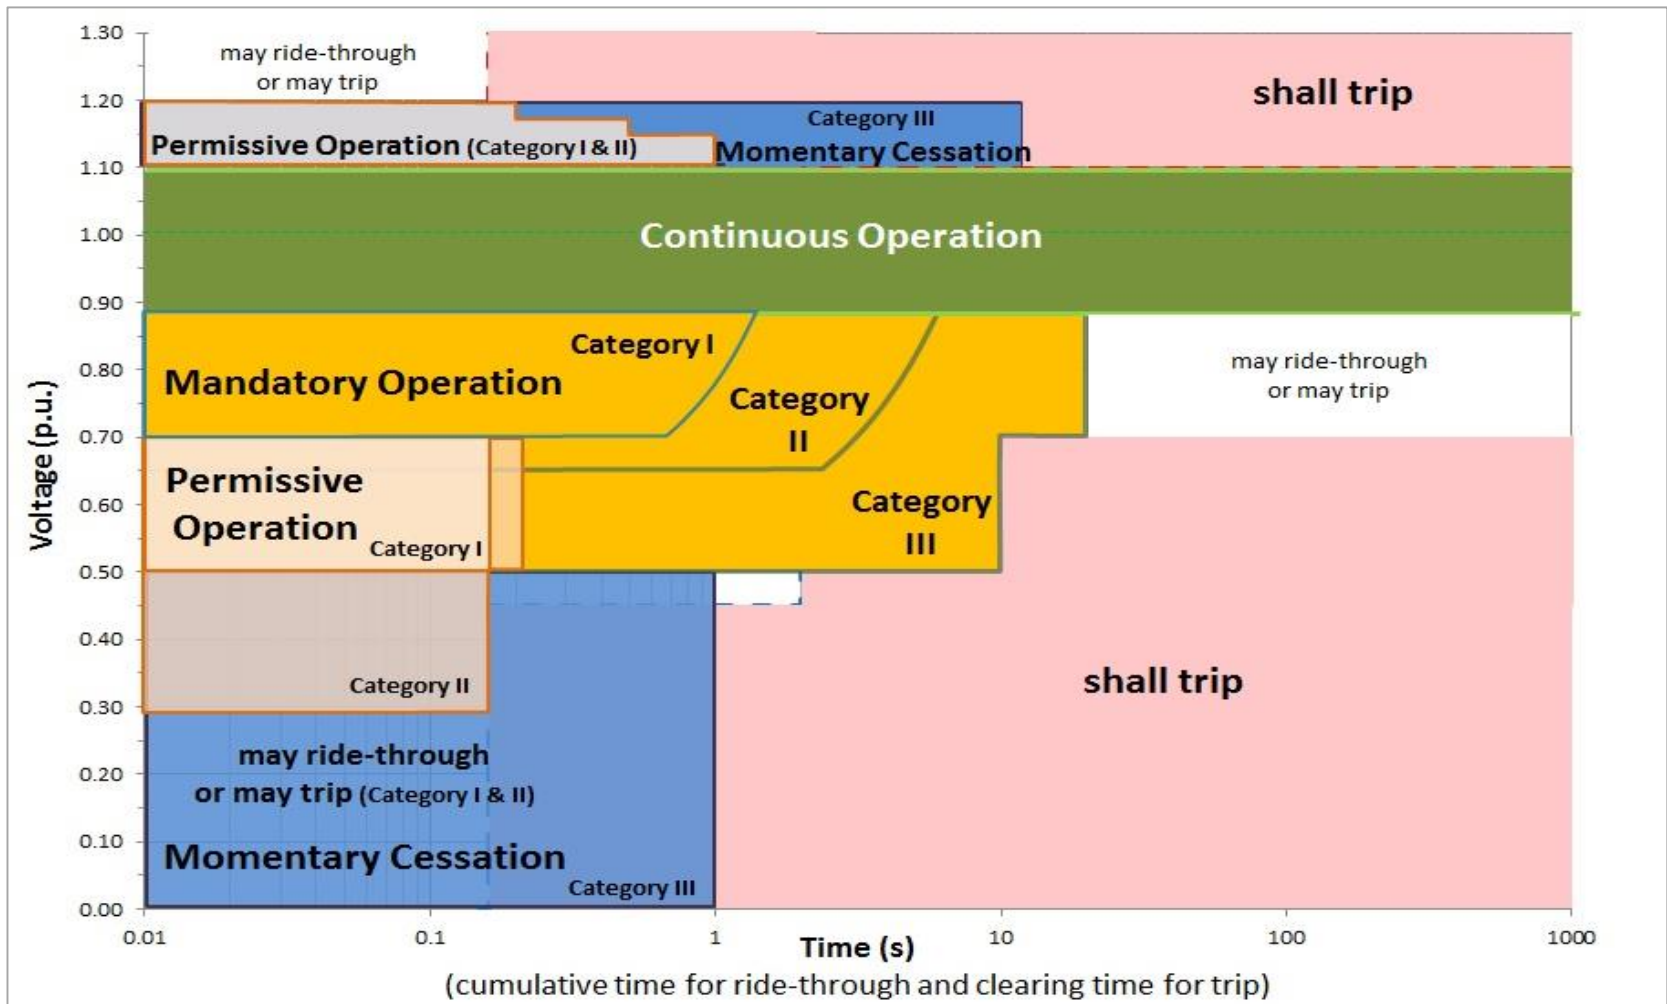 1.30
may ride-through
or may trip
shall trip
1.20
Category III
Permissive Operation (Category I & II)
Momentary Cessation
1.10
1.00
Continuous Operation
0.90
Category I
Mandatory Operation
0.80
may ride-through
or may trip
Category
II
0.70
Permissive
Operation
Category I
0.60
Category
III
0.50
0.40
Category II
shall trip
0.30
may ride-through
or may trip (Category I & II)
0.20
0.10
Momentary Cessation
Category III
0.00
Voltage (p.u.)
0.01
0.1
1
10
100
1000
Time (s)
(cumulative time for ride-through and clearing time for trip)